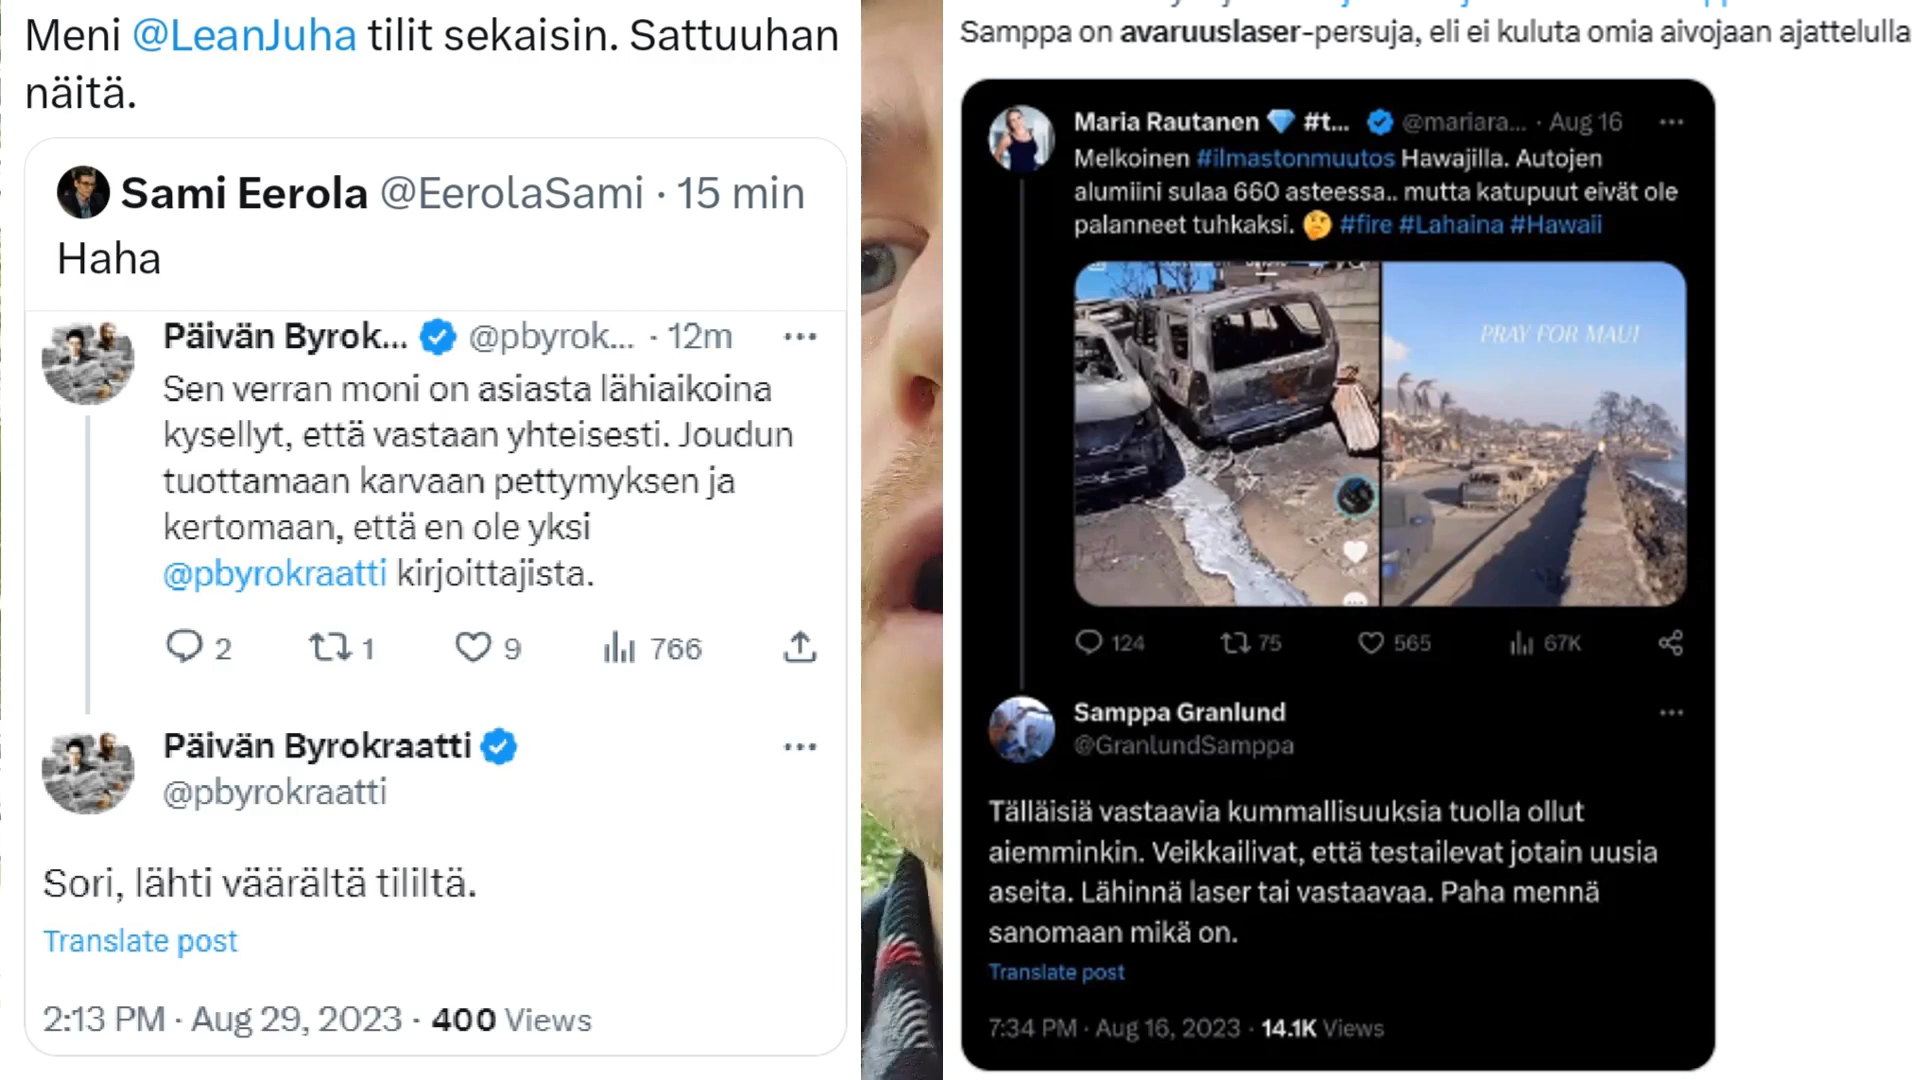 Meni @LeanJuha tilit sekaisin. Sattuuhan
näitä.
Sami Eerola @EerolaSami · 15 min
Haha
Päivän Byrok... @pbyrok... · 12m
Sen verran moni on asiasta lähiaikoina
kysellyt, että vastaan yhteisesti. Joudun
tuottamaan karvaan pettymyksen ja
kertomaan, että en ole yksi
@pbyrokraatti kirjoittajista.
2 1 9 766
Päivän Byrokraatti
@pbyrokraatti
Sori, lähti väärältä tililtä.
Translate post
2:13 PM · Aug 29, 2023 · 400 Views
Samppa on avaruuslaser-persuja, eli ei kuluta omia aivojaan ajattelulla
Maria Rautanen #t... @mariara... · Aug 16
Melkoinen #ilmastonmuutos Hawajilla. Autojen
alumiini sulaa 660 asteessa.. mutta katupuut eivät ole
palanneet tuhkaksi. #fire #Lahaina #Hawaii
PRAY FOR MAUI
124 75 565 67K
Samppa Granlund
@GranlundSamppa
Tälläisiä vastaavia kummallisuuksia tuolla ollut
aiemminkin. Veikkailivat, että testailevat jotain uusia
aseita. Lähinnä laser tai vastaavaa. Paha mennä
sanomaan mikä on.
Translate post
7:34 PM · Aug 16, 2023 · 14.1K Views